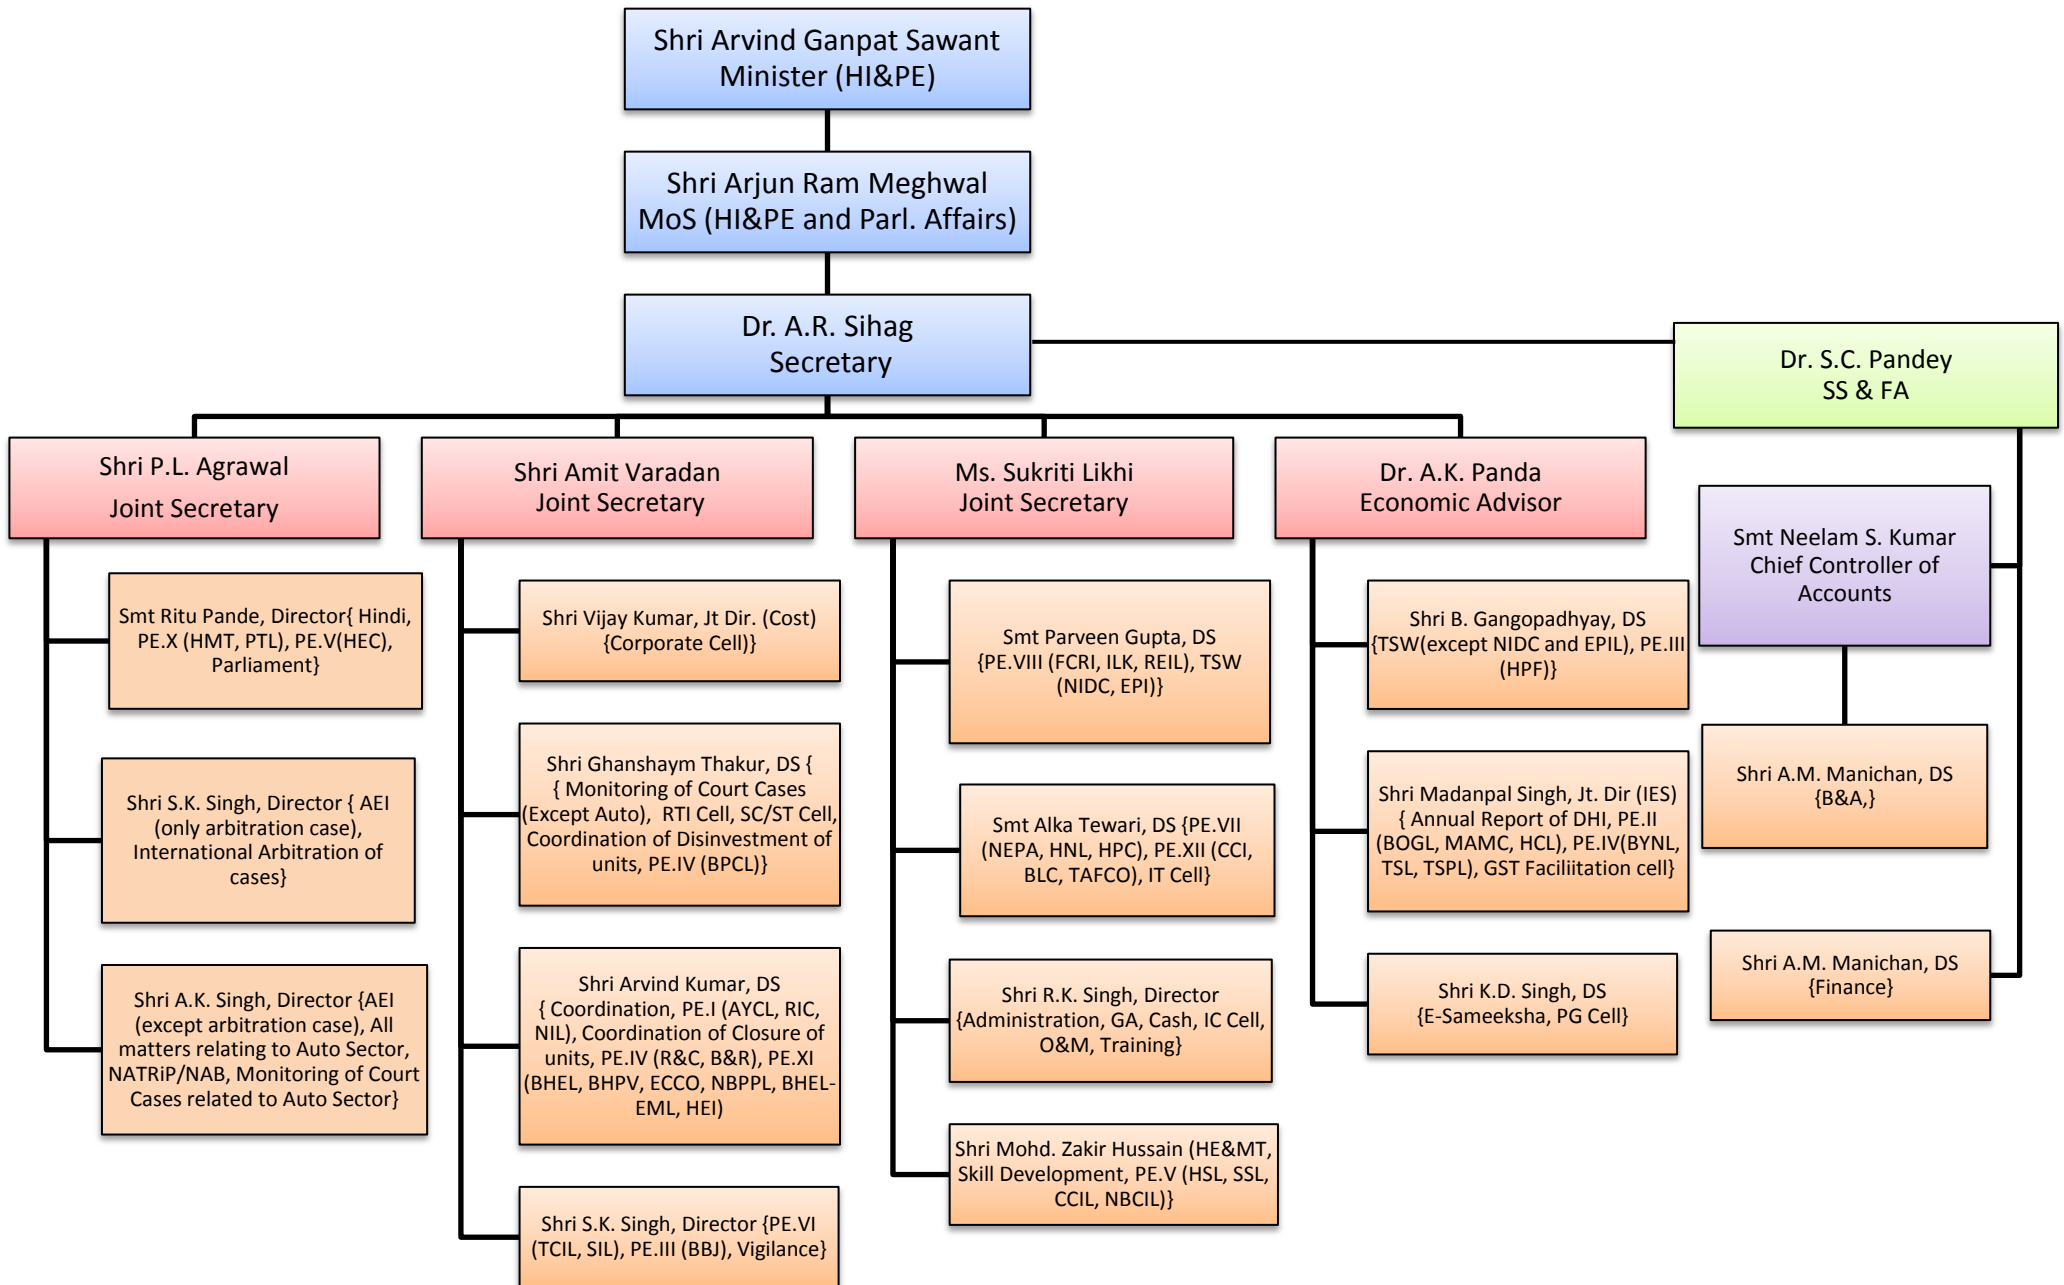 Shri Arvind Ganpat Sawant
Minister (HI&PE)
Shri Arjun Ram Meghwal
MoS (HI&PE and Parl. Affairs)
Dr. A.R. Sihag
Secretary
Dr. S.C. Pandey
SS & FA
Shri P.L. Agrawal
Joint Secretary
Smt Ritu Pande, Director{ Hindi,
PE.X (HMT, PTL), PE.V(HEC),
Parliament}
Shri S.K. Singh, Director { AEI
(only arbitration case),
International Arbitration of
cases}
Shri A.K. Singh, Director {AEI
(except arbitration case), All
matters relating to Auto Sector,
NATRiP/NAB, Monitoring of Court
Cases related to Auto Sector}
Shri Amit Varadan
Joint Secretary
Shri Vijay Kumar, Jt Dir. (Cost)
{Corporate Cell)}
Shri Ghanshaym Thakur, DS {
{ Monitoring of Court Cases
(Except Auto), RTI Cell, SC/ST Cell,
Coordination of Disinvestment of
units, PE.IV (BPCL)}
Shri Arvind Kumar, DS
{ Coordination, PE.I (AYCL, RIC,
NIL), Coordination of Closure of
units, PE.IV (R&C, B&R), PE.XI
(BHEL, BHPV, ECCO, NBPPL, BHEL-
EML, HEI)
Shri S.K. Singh, Director {PE.VI
(TCIL, SIL), PE.III (BBJ), Vigilance}
Ms. Sukriti Likhi
Joint Secretary
Smt Parveen Gupta, DS
{PE.VIII (FCRI, ILK, REIL), TSW
(NIDC, EPI)}
Smt Alka Tewari, DS {PE.VII
(NEPA, HNL, HPC), PE.XII (CCI,
BLC, TAFCO), IT Cell}
Shri R.K. Singh, Director
{Administration, GA, Cash, IC Cell,
O&M, Training}
Shri Mohd. Zakir Hussain (HE&MT,
Skill Development, PE.V (HSL, SSL,
CCIL, NBCIL)}
Dr. A.K. Panda
Economic Advisor
Shri B. Gangopadhyay, DS
{TSW(except NIDC and EPIL), PE.III
(HPF)}
Shri Madanpal Singh, Jt. Dir (IES)
{ Annual Report of DHI, PE.II
(BOGL, MAMC, HCL), PE.IV(BYNL,
TSL, TSPL), GST Faciliitation cell}
Shri K.D. Singh, DS
{E-Sameeksha, PG Cell}
Smt Neelam S. Kumar
Chief Controller of
Accounts
Shri A.M. Manichan, DS
{B&A,}
Shri A.M. Manichan, DS
{Finance}